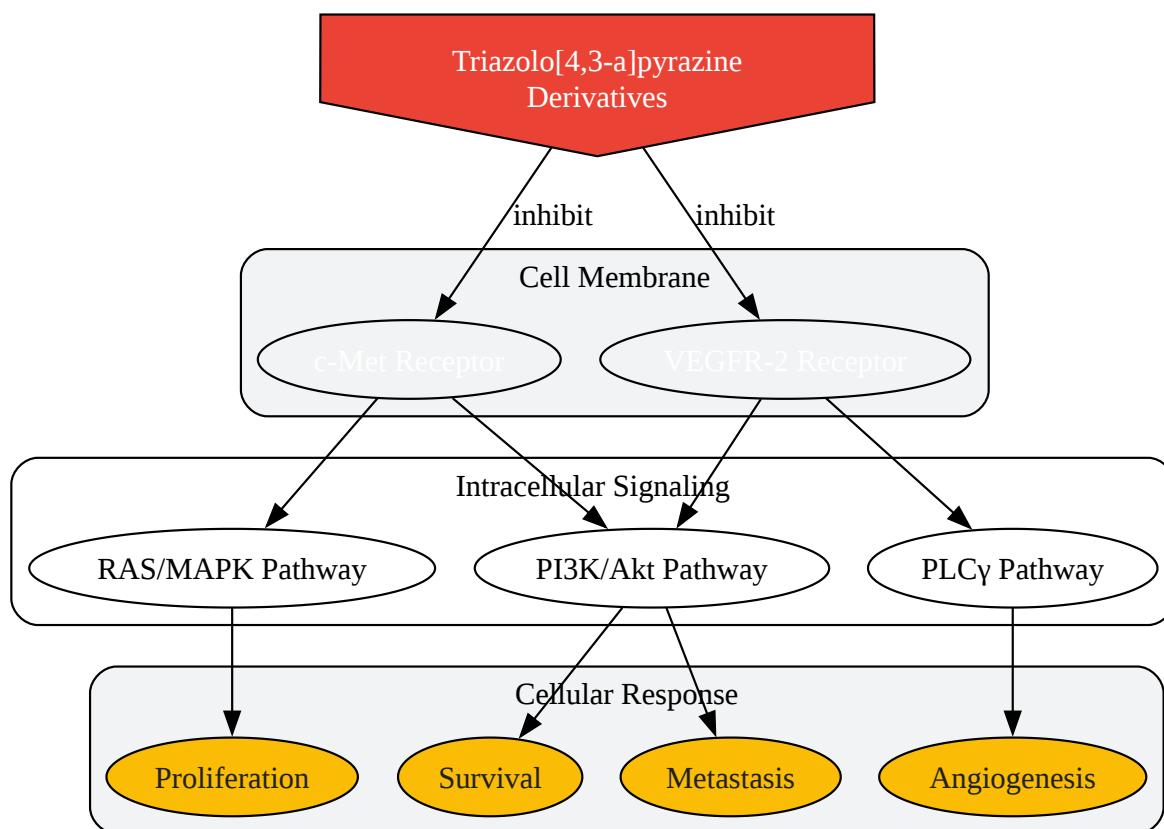 Triazolo[4,3-a]pyrazine
Derivatives
inhibit
inhibit
Cell Membrane
c-Met Receptor
VEGFR-2 Receptor
Intracellular Signaling
RAS/MAPK Pathway
PI3K/Akt Pathway
PLCγ Pathway
Cellular Response
Proliferation
Survival
Metastasis
Angiogenesis